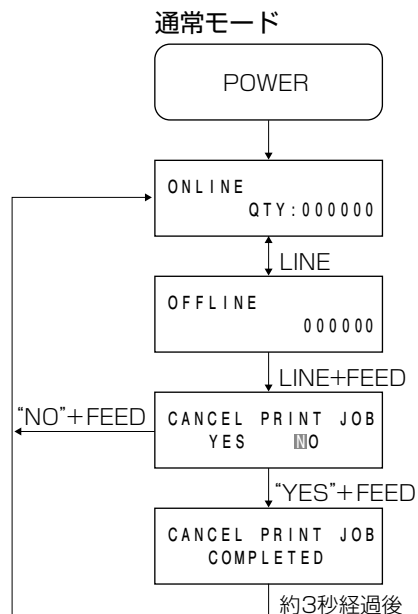 通常モード
POWER
ONLINE
QTY:000000
LINE
OFFLINE
000000
LINE+FEED
“NO”+FEED
CANCEL PRINT JOB
YES NO
“YES”+FEED
CANCEL PRINT JOB
COMPLETED
約3秒経過後